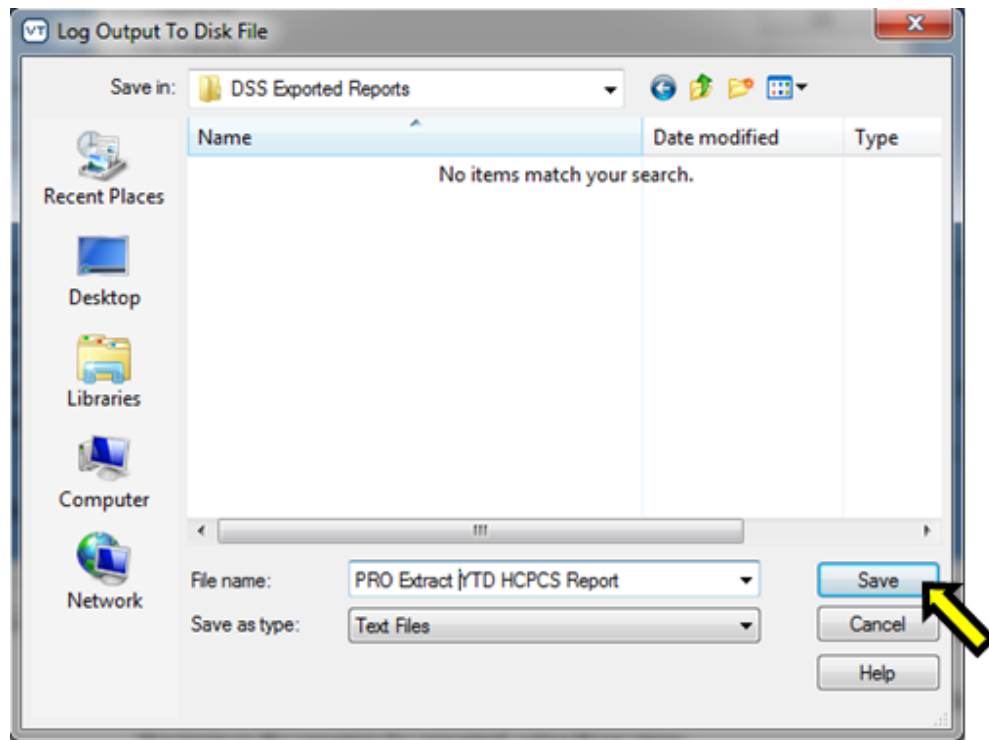 VT Log Output To Disk File
Save in: DSS Exported Reports
Name Date modified Type
No items match your search.
Recent Places
Desktop
Libraries
Computer
Network
File name: PRO Extract YTD HCPCS Report Save
Save as type: Text Files Cancel
Help